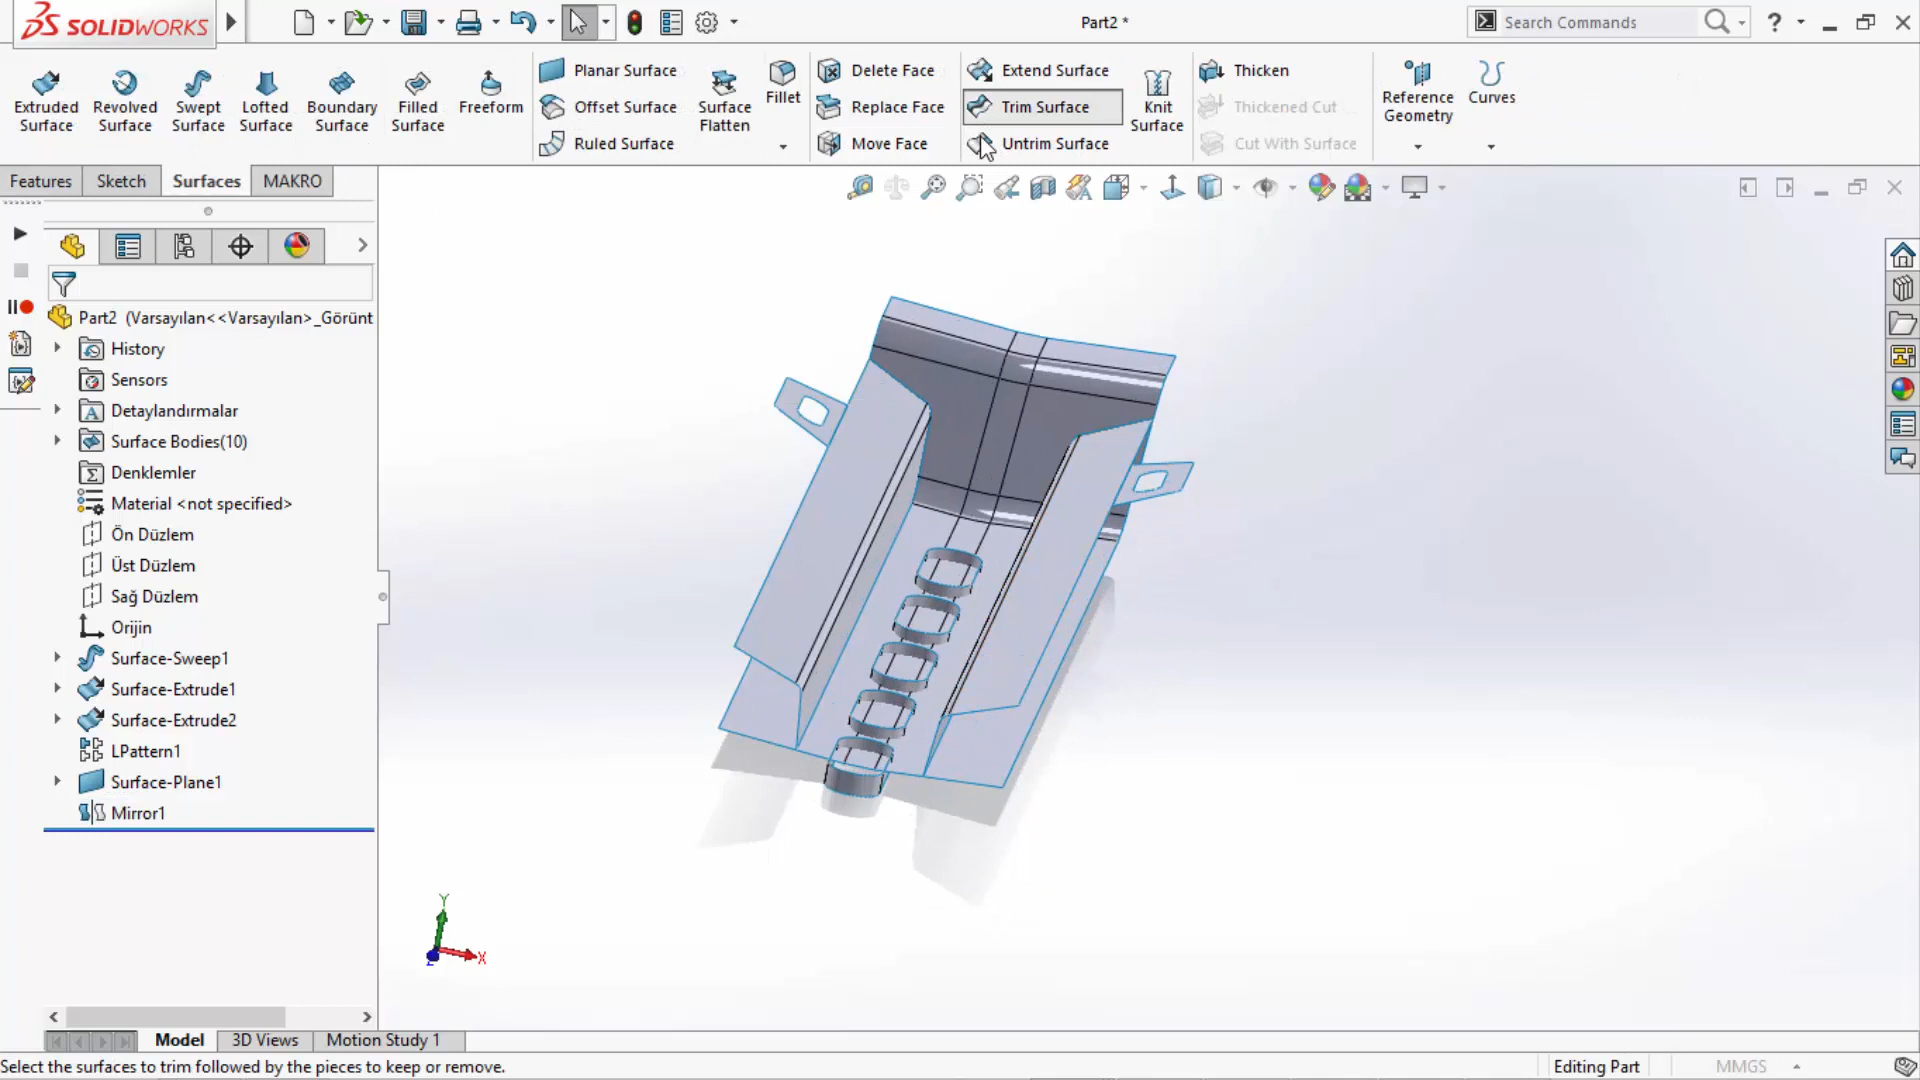 SOLIDWORKS
Part2 *
Search Commands
Extruded Surface
Revolved Surface
Swept Surface
Lofted Surface
Boundary Surface
Filled Surface
Freeform
Planar Surface
Offset Surface
Ruled Surface
Surface Flatten
Fillet
Delete Face
Replace Face
Move Face
Extend Surface
Trim Surface
Untrim Surface
Knit Surface
Thicken
Thickened Cut
Cut With Surface
Reference Geometry
Curves
Features
Sketch
Surfaces
MAKRO
Part2 (Varsayılan<<Varsayılan>_Görünt
History
Sensors
Detaylandırmalar
Surface Bodies(10)
Denklemler
Material <not specified>
Ön Düzlem
Üst Düzlem
Sağ Düzlem
Orijin
Surface-Sweep1
Surface-Extrude1
Surface-Extrude2
LPattern1
Surface-Plane1
Mirror1
Y
X
Z
Model
3D Views
Motion Study 1
Select the surfaces to trim followed by the pieces to keep or remove.
Editing Part
MMGS